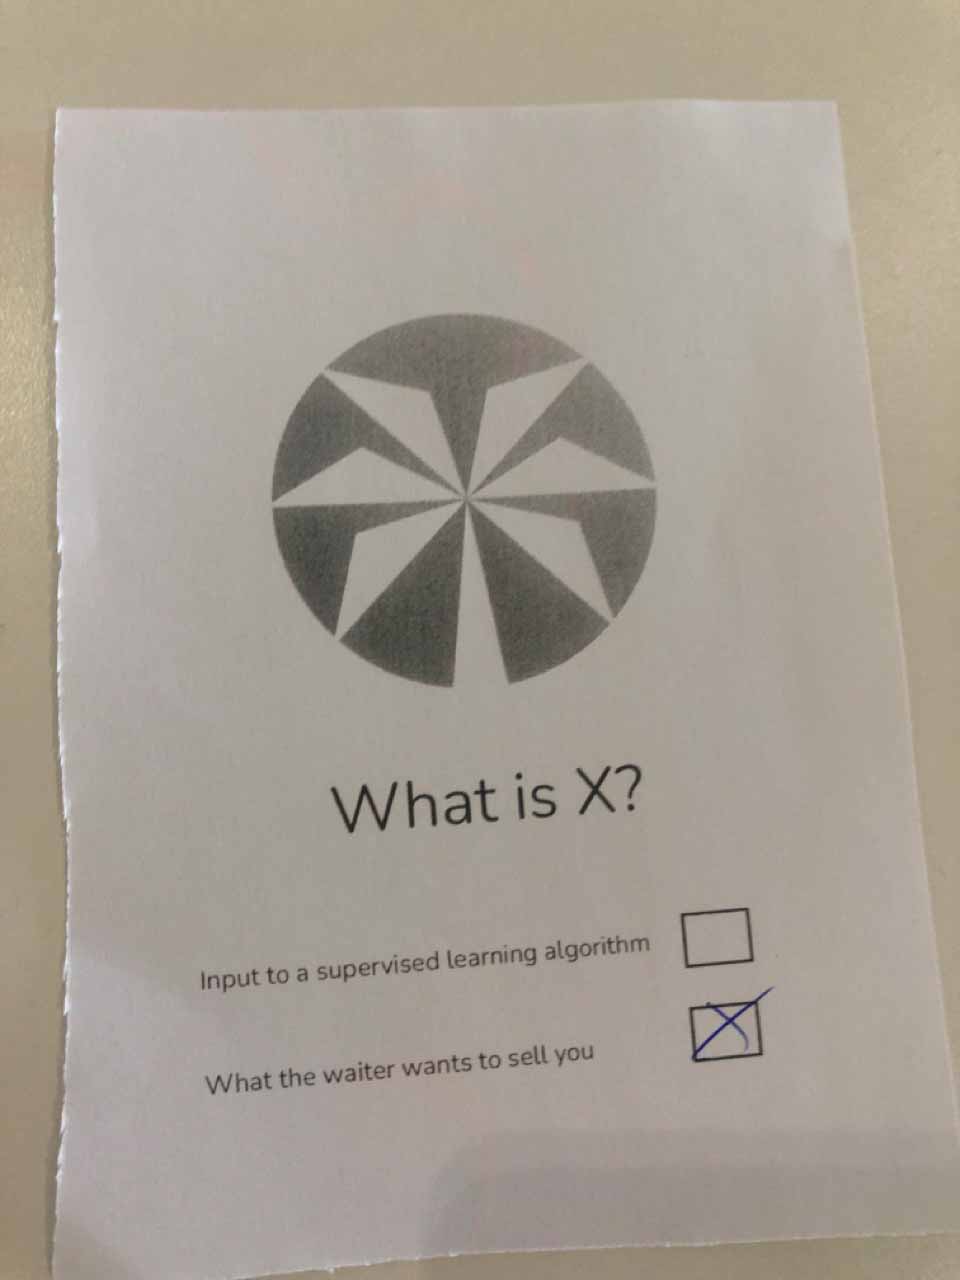 What is X?
Input to a supervised learning algorithm
What the waiter wants to sell you